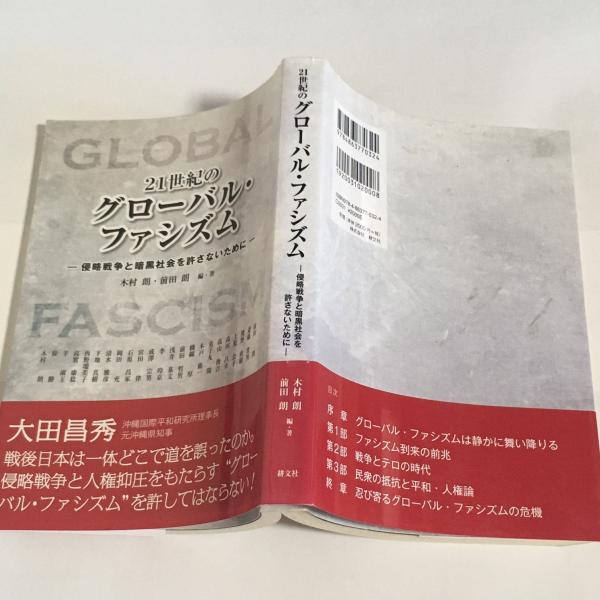 GLOBAL
21世紀の
グローバル・
ファシズム
―侵略戦争と暗黒社会を許さないために―
木村 朗・前田 朗 編・著
FASCISM
大田昌秀
沖縄国際平和研究所理事長
元沖縄県知事
戦後日本は一体どこで道を誤ったのか。
侵略戦争と人権抑圧をもたらす“グロー
バル・ファシズム”を許してはならない!
21世紀の グローバル・ファシズム
―侵略戦争と暗黒社会を
許さないために―
木村 朗
前田 朗
編・著
耕文社
9784863770324
1920031020008
ISBN978-4-86377-032-4
目次
序 章 グローバル・ファシズムは静かに舞い降りる
第1部 ファシズム到来の前兆
第2部 戦争とテロの時代
第3部 民衆の抵抗と平和・人権論
終 章 忍び寄るグローバル・ファシズムの危機